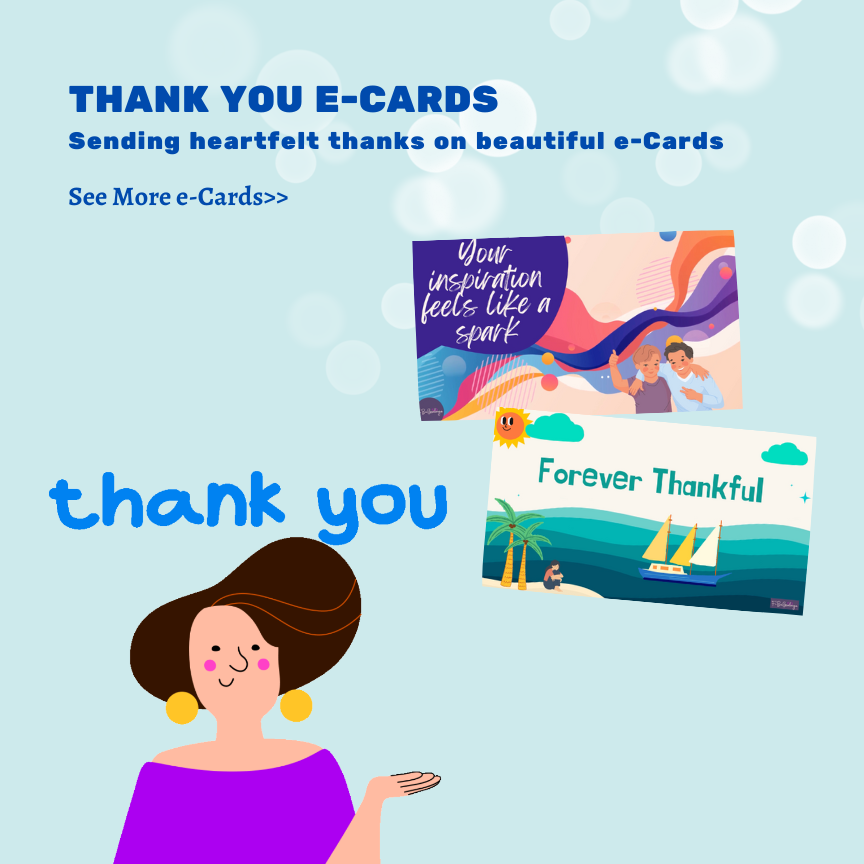 THANK YOU E-CARDS
Sending heartfelt thanks on beautiful e-Cards
See More e-Cards>>
Your
inspiration
feels like a
spark
Forever Thankful
thank you